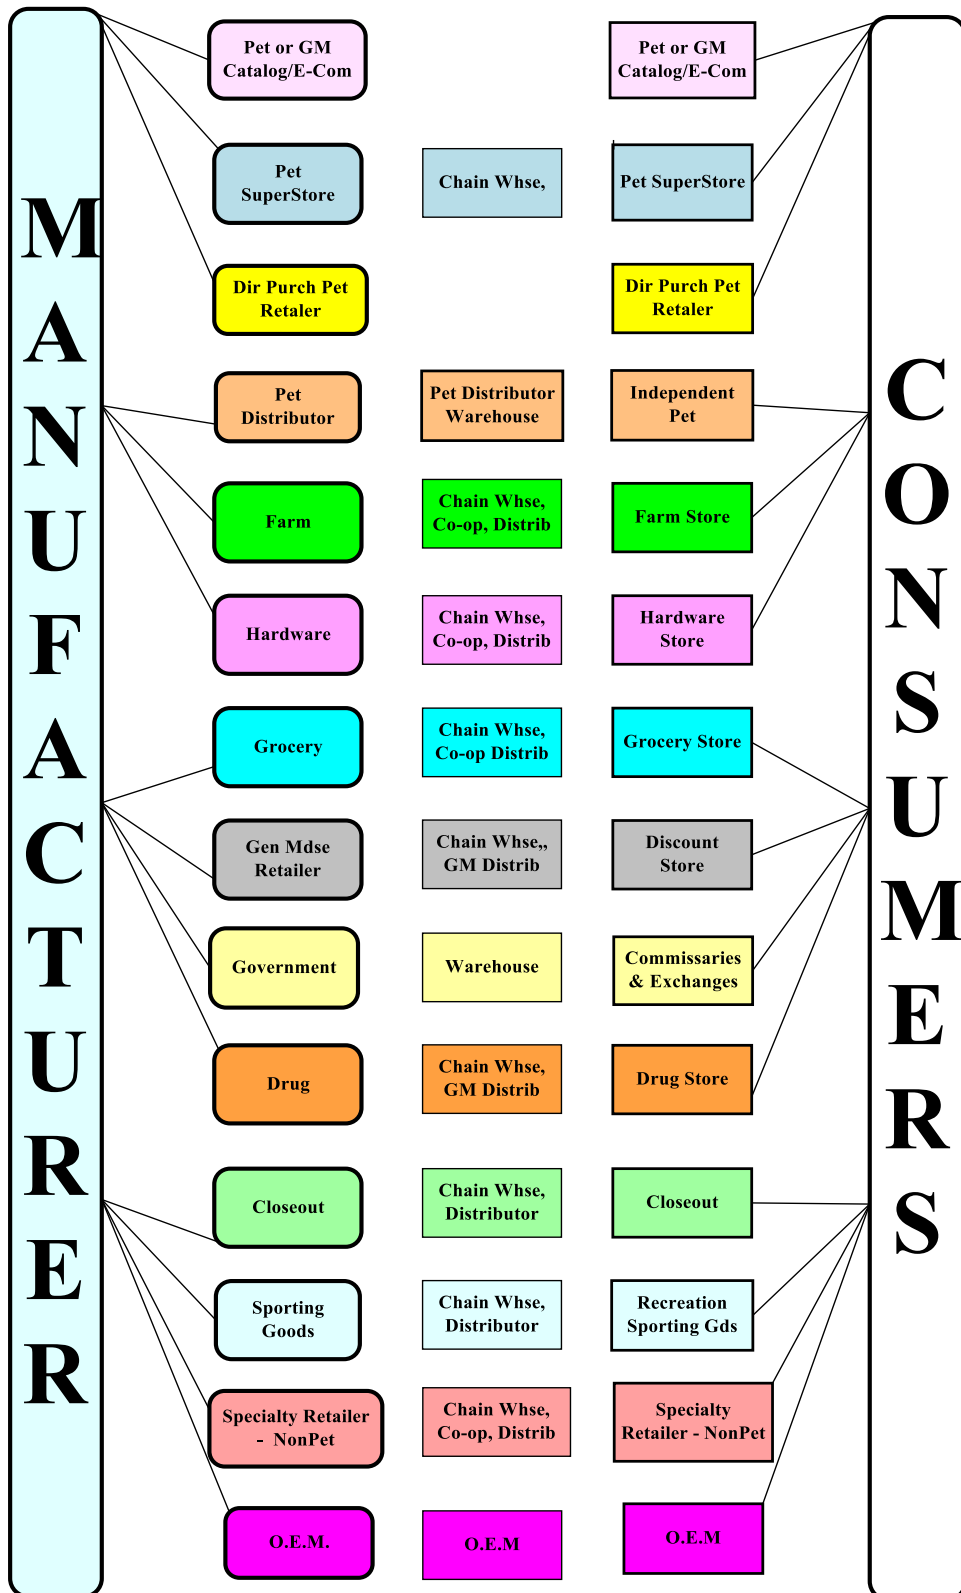 MANUFACTURER
Pet or GM
Catalog/E-Com
Pet or GM
Catalog/E-Com
Pet
SuperStore
Chain Whse,
Pet SuperStore
Dir Purch Pet
Retaler
Dir Purch Pet
Retaler
Pet
Distributor
Pet Distributor
Warehouse
Independent
Pet
Farm
Chain Whse,
Co-op, Distrib
Farm Store
Hardware
Chain Whse,
Co-op, Distrib
Hardware
Store
Grocery
Chain Whse,
Co-op Distrib
Grocery Store
Gen Mdse
Retailer
Chain Whse,,
GM Distrib
Discount
Store
Government
Warehouse
Commissaries
& Exchanges
Drug
Chain Whse,
GM Distrib
Drug Store
Closeout
Chain Whse,
Distributor
Closeout
Sporting
Goods
Chain Whse,
Distributor
Recreation
Sporting Gds
Specialty Retailer
- NonPet
Chain Whse,
Co-op, Distrib
Specialty
Retailer - NonPet
O.E.M.
O.E.M
O.E.M
CONSUMERS